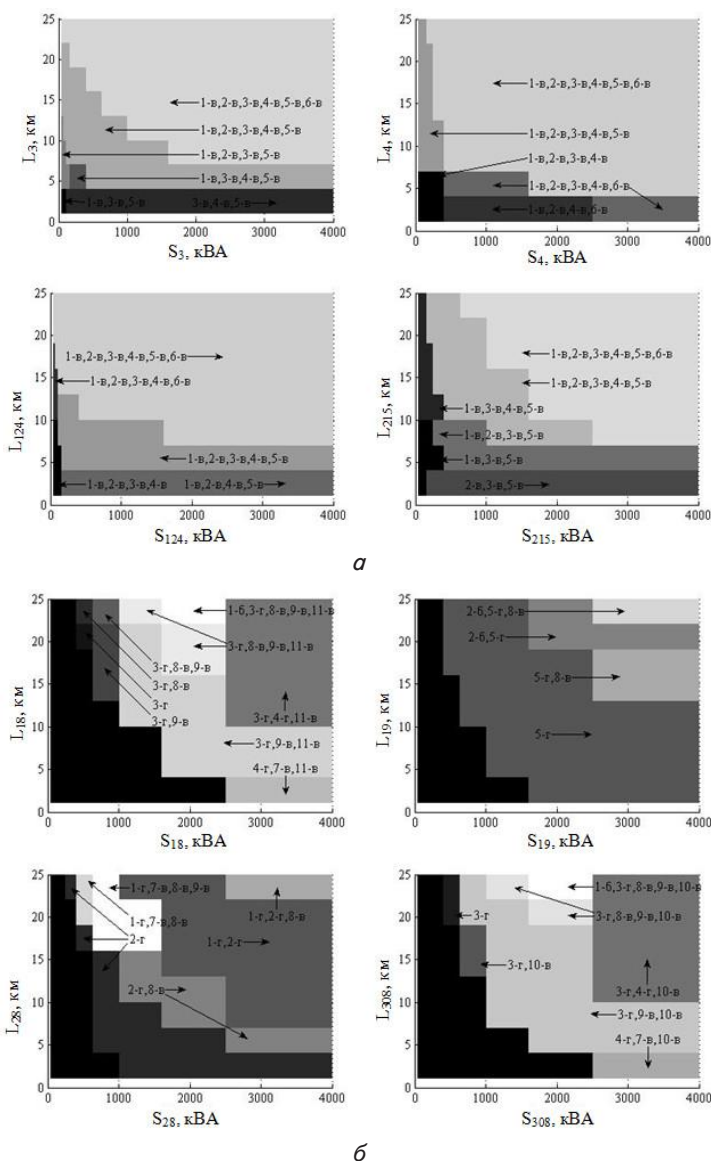 25
20
15
10
5
0
L3, км
1-в,2-в,3-в,4-в,5-в,6-в
1-в,2-в,3-в,4-в,5-в
1-в,2-в,3-в,5-в
1-в,3-в,4-в,5-в
1-в,3-в,5-в
3-в,4-в,5-в
0 1000 2000 3000 4000
S3, кВА
25
20
15
10
5
0
L4, км
1-в,2-в,3-в,4-в,5-в,6-в
1-в,2-в,3-в,4-в,5-в
1-в,2-в,3-в,4-в
1-в,2-в,3-в,4-в,6-в
1-в,2-в,4-в,6-в
0 1000 2000 3000 4000
S4, кВА
25
20
15
10
5
0
L124, км
1-в,2-в,3-в,4-в,5-в,6-в
1-в,2-в,3-в,4-в,6-в
1-в,2-в,3-в,4-в,5-в
1-в,2-в,3-в,4-в
1-в,2-в,4-в,5-в
0 1000 2000 3000 4000
S124, кВА
25
20
15
10
5
0
L215, км
1-в,2-в,3-в,4-в,5-в,6-в
1-в,2-в,3-в,4-в,5-в
1-в,3-в,4-в,5-в
1-в,2-в,3-в,5-в
1-в,3-в,5-в
2-в,3-в,5-в
0 1000 2000 3000 4000
S215, кВА
а
25
20
15
10
5
0
L18, км
1-б,3-г,8-в,9-в,11-в
3-г,8-в,9-в,11-в
3-г,8-в,9-в
3-г,8-в
3-г
3-г,9-в
3-г,4-г,11-в
3-г,9-в,11-в
4-г,7-в,11-в
0 1000 2000 3000 4000
S18, кВА
25
20
15
10
5
0
L19, км
2-б,5-г,8-в
2-б,5-г
5-г,8-в
5-г
0 1000 2000 3000 4000
S19, кВА
25
20
15
10
5
0
L28, км
1-г,7-в,8-в,9-в
1-г,7-в,8-в
2-г
1-г,2-г,8-в
1-г,2-г
2-г,8-в
0 1000 2000 3000 4000
S28, кВА
25
20
15
10
5
0
L308, км
1-б,3-г,8-в,9-в,10-в
3-г,8-в,9-в,10-в
3-г
3-г,10-в
3-г,4-г,10-в
3-г,9-в,10-в
4-г,7-в,10-в
0 1000 2000 3000 4000
S308, кВА
б